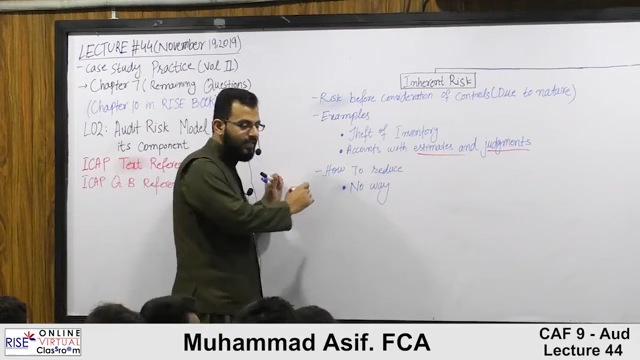 LECTURE #44 (November 19, 2019)
- Case Study Practice (Vol II)
→ Chapter 7 (Remaining Questions)
(Chapter 10 in RISE BOOK
LO2: Audit Risk Model
its Component
ICAP Text Refere
ICAP Q B Refere
Inherent Risk
- Risk before consideration of controls (Due to nature)
- Examples
• Theft of Inventory
• Accounts with estimates and judgments
- How To reduce
• No way
RISE ONLINE VIRTUAL Classroom
Muhammad Asif. FCA
CAF 9 - Aud
Lecture 44